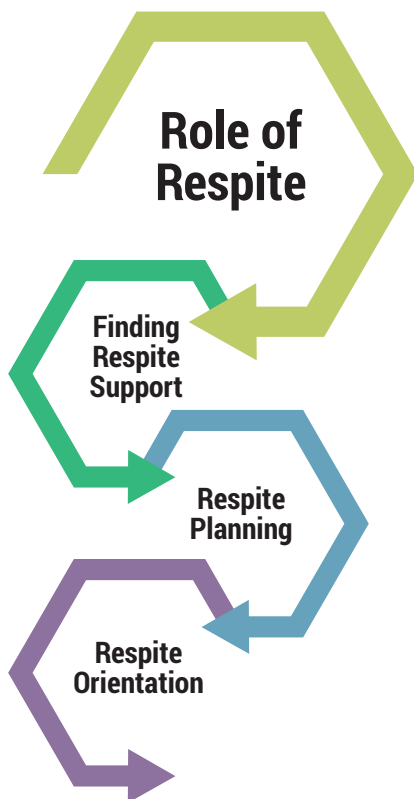 Role of
Respite
Finding
Respite
Support
Respite
Planning
Respite
Orientation